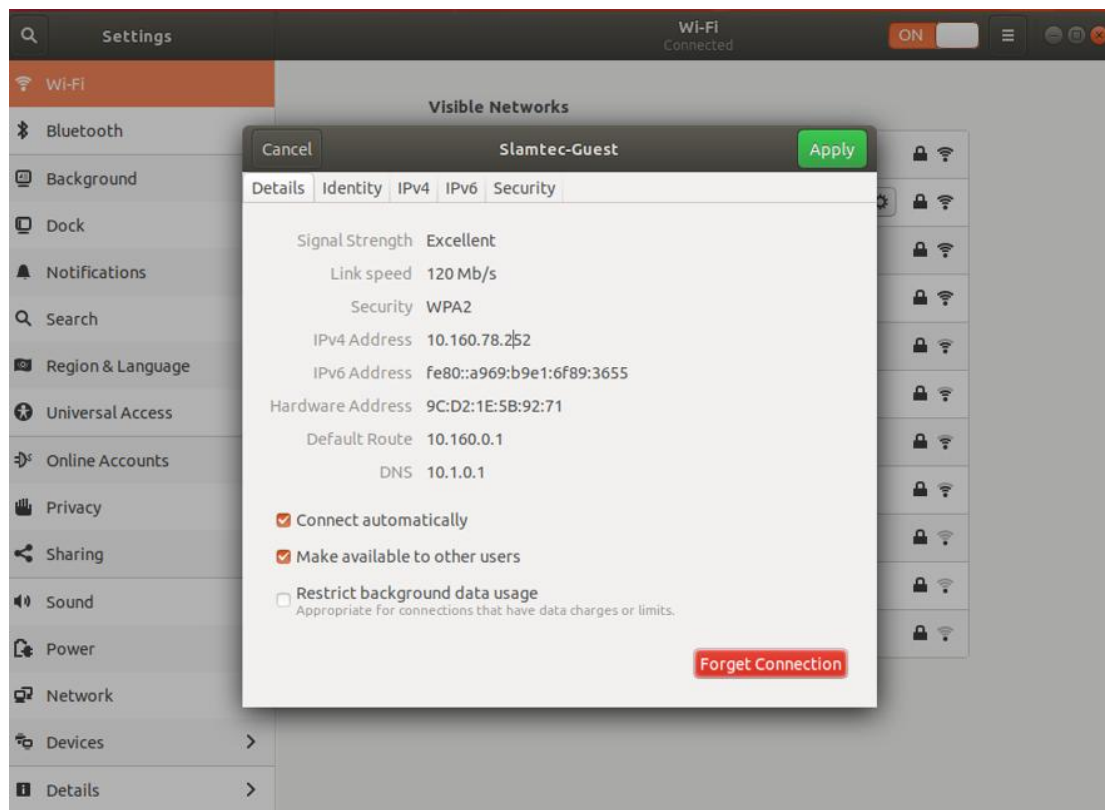 Settings
Wi-Fi
Connected
ON
Wi-Fi
Bluetooth
Background
Dock
Notifications
Search
Region & Language
Universal Access
Online Accounts
Privacy
Sharing
Sound
Power
Network
Devices
Details
Visible Networks
Cancel
Slamtec-Guest
Apply
Details Identity IPv4 IPv6 Security
Signal Strength Excellent
Link speed 120 Mb/s
Security WPA2
IPv4 Address 10.160.78.252
IPv6 Address fe80::a969:b9e1:6f89:3655
Hardware Address 9C:D2:1E:5B:92:71
Default Route 10.160.0.1
DNS 10.1.0.1
Connect automatically
Make available to other users
Restrict background data usage
Appropriate for connections that have data charges or limits.
Forget Connection